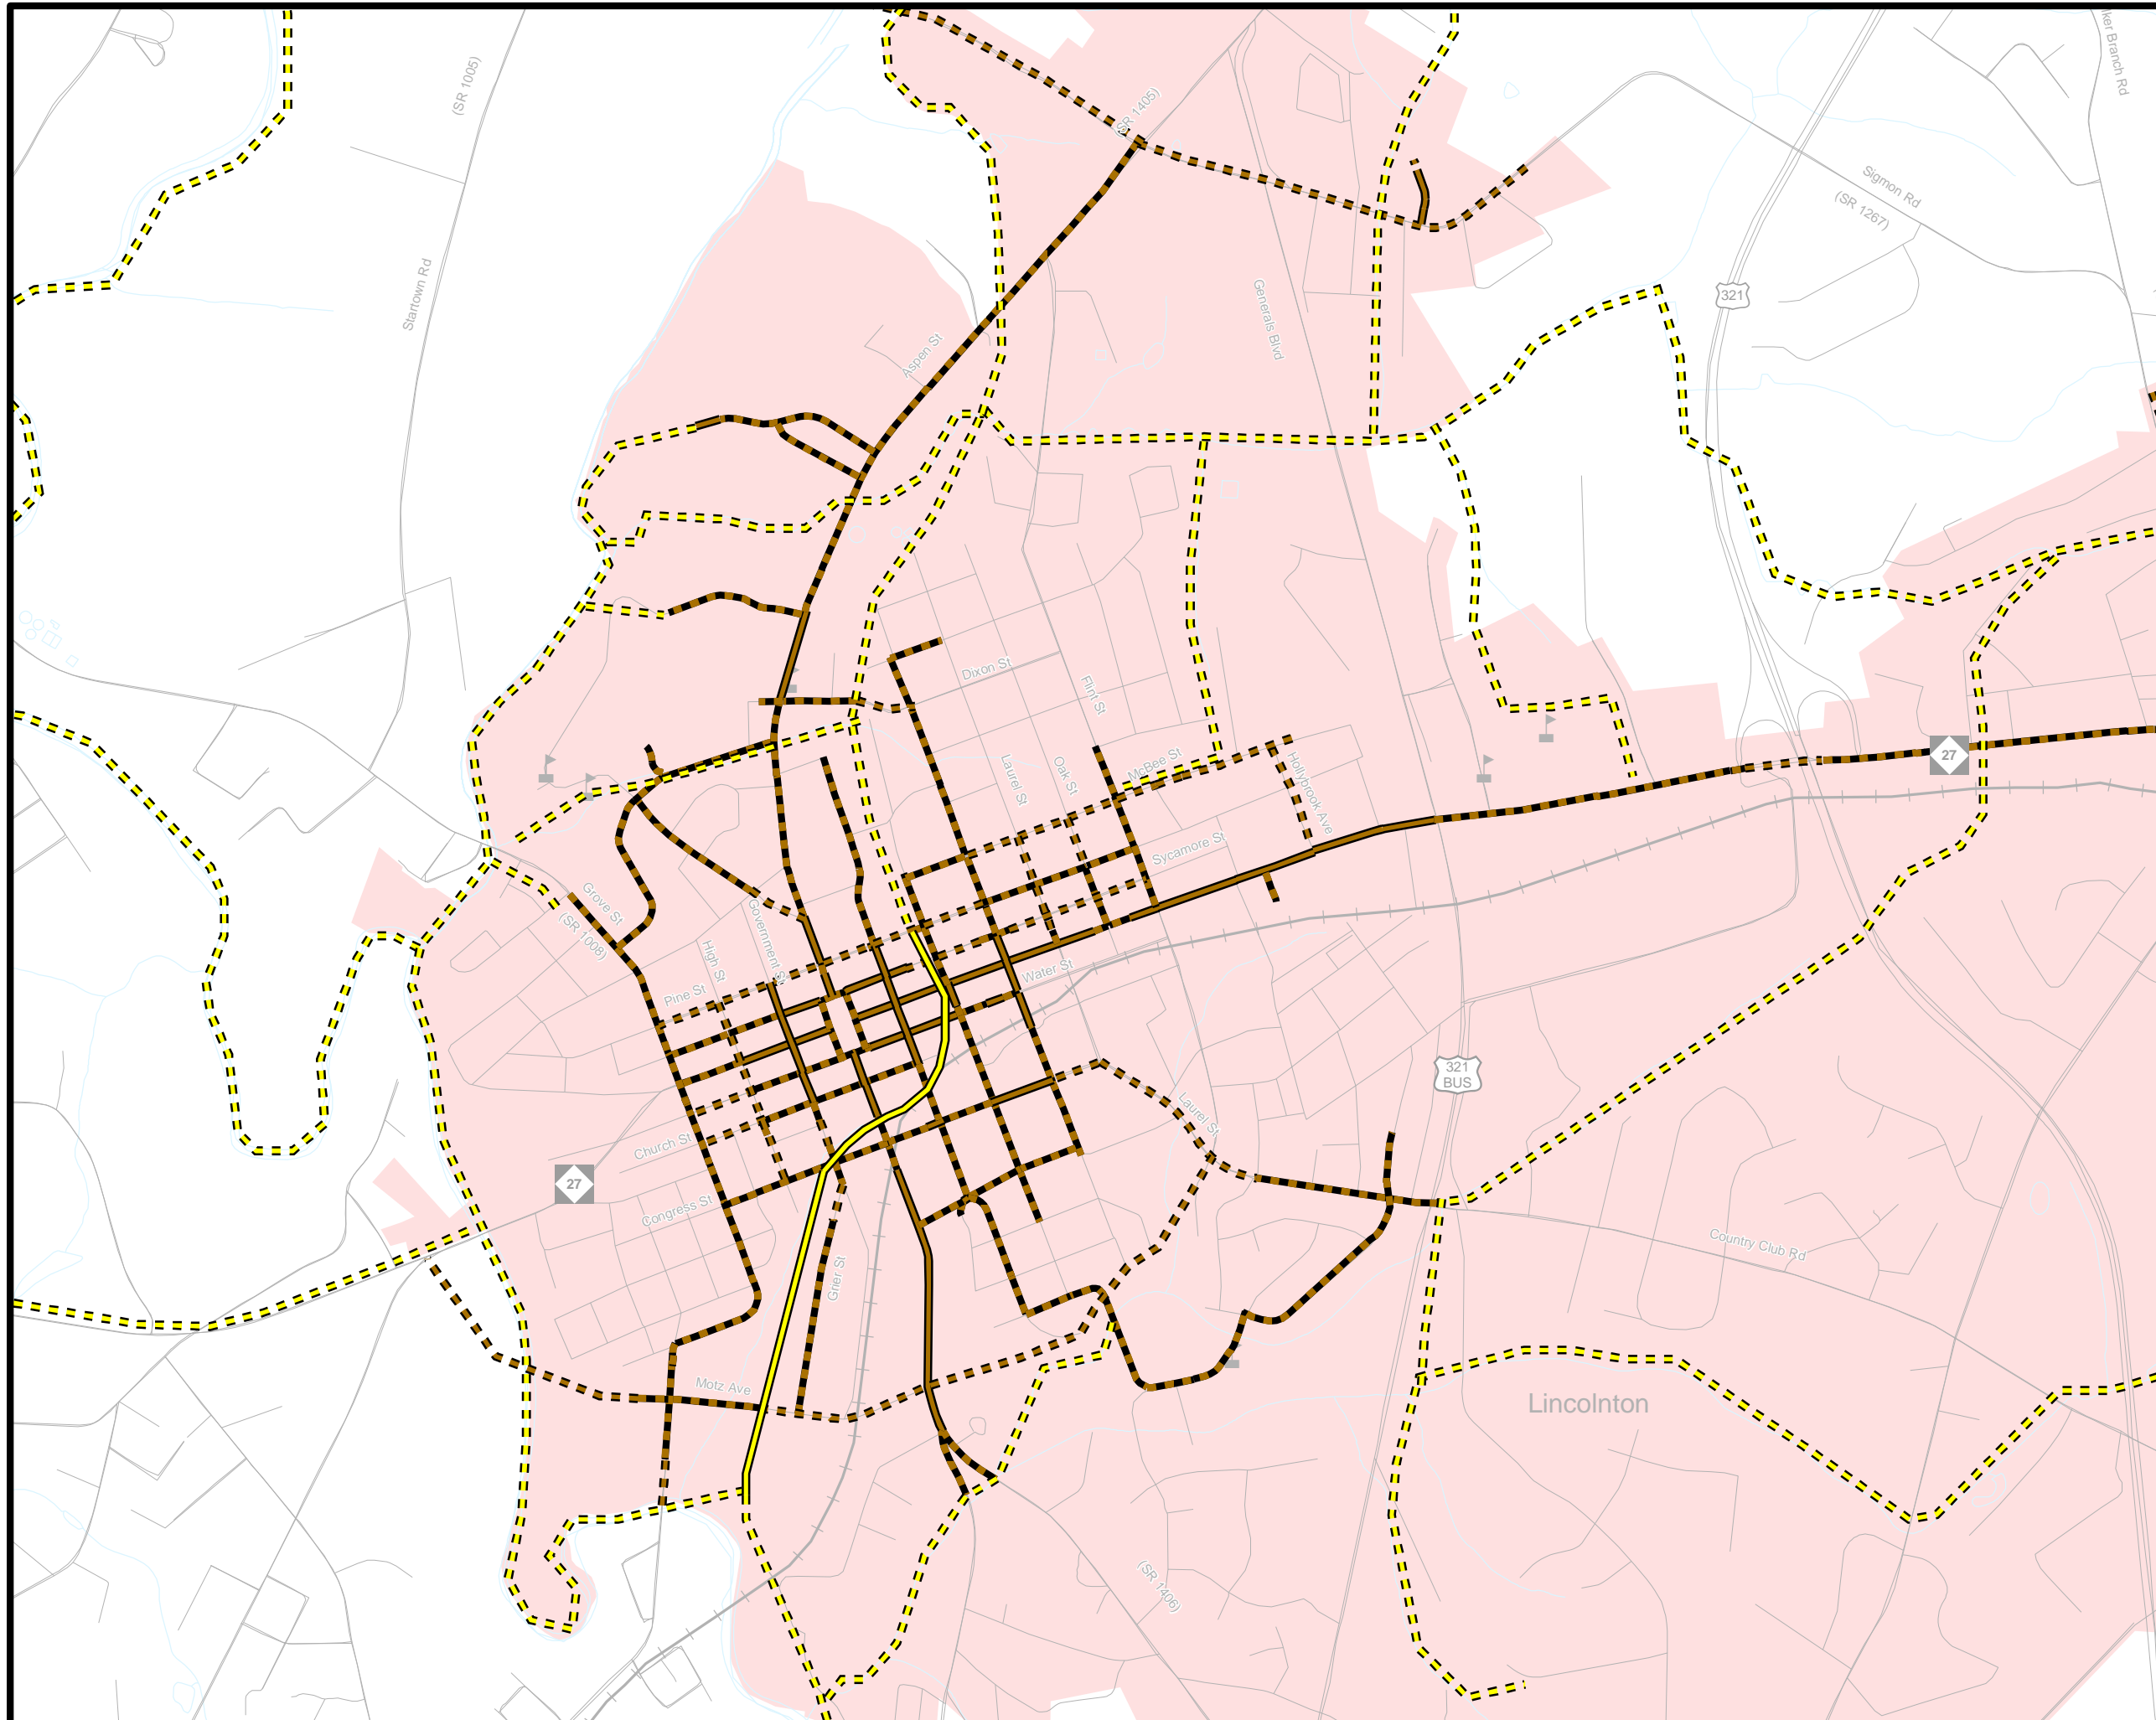 ker Branch Rd
(SR 1005)
(SR 1405)
Sigmon Rd
(SR 1267)
Startown Rd
321
Generals Blvd
Aspen St
Dixon St
Flint St
27
McBee St
Laurel St
Oak St
Hollybrook Ave
Sycamore St
Grove St
(SR 1008)
Government St
High St
Water St
Pine St
321
BUS
Laurel St
Church St
27
Congress St
Country Club Rd
Grier St
Motz Ave
Lincolnton
(SR 1406)